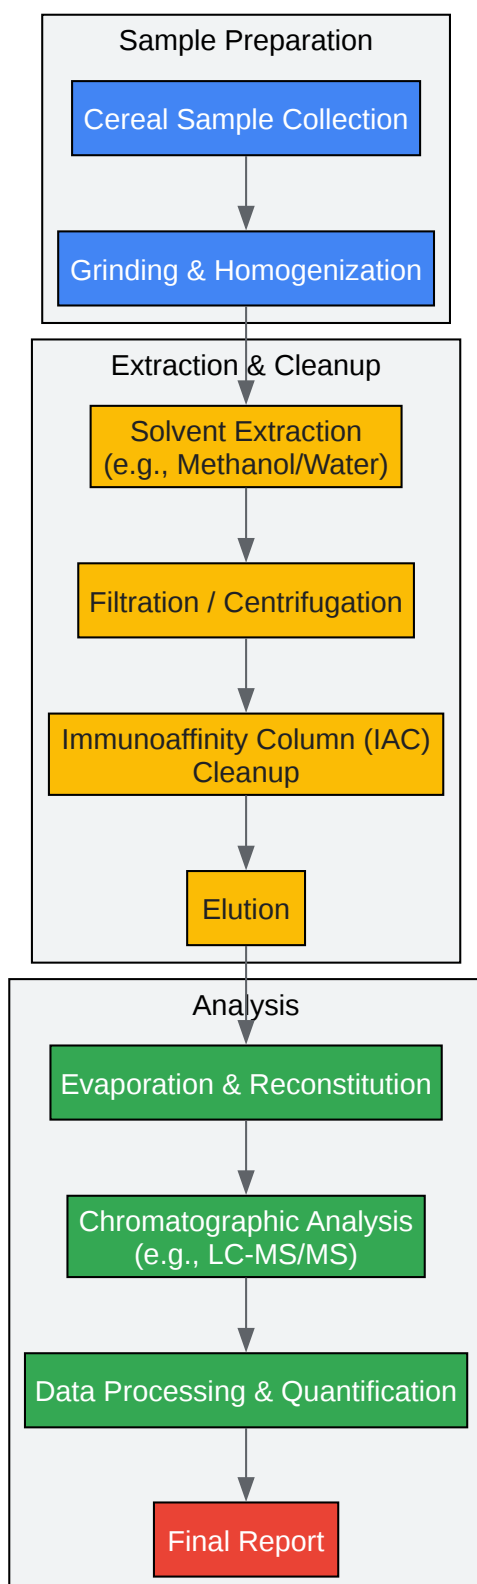 Sample Preparation
Cereal Sample Collection
Grinding & Homogenization
Extraction & Cleanup
Solvent Extraction
(e.g., Methanol/Water)
Filtration / Centrifugation
Immunoaffinity Column (IAC)
Cleanup
Elution
Analysis
Evaporation & Reconstitution
Chromatographic Analysis
(e.g., LC-MS/MS)
Data Processing & Quantification
Final Report